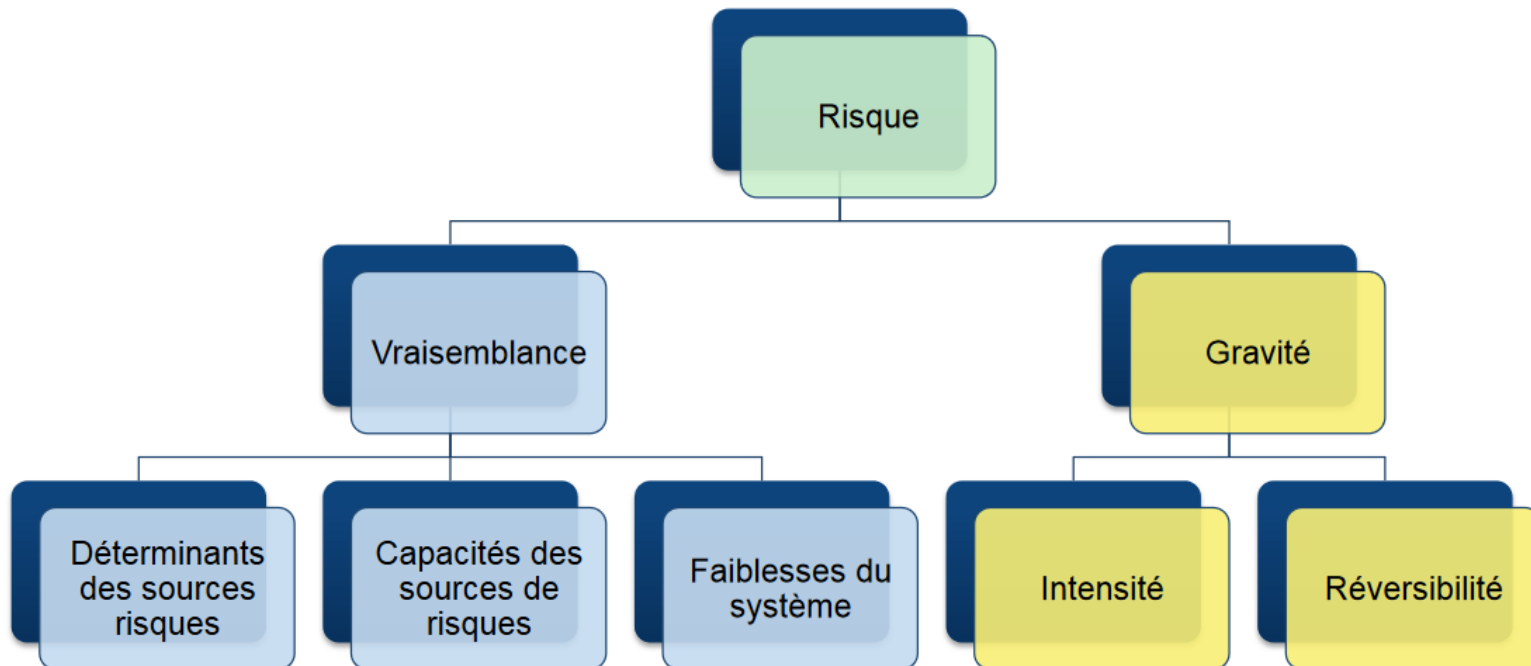 Risque
Vraisemblance
Gravité
Déterminants
des sources
risques
Capacités des
sources de
risques
Faiblesses du
système
Intensité
Réversibilité